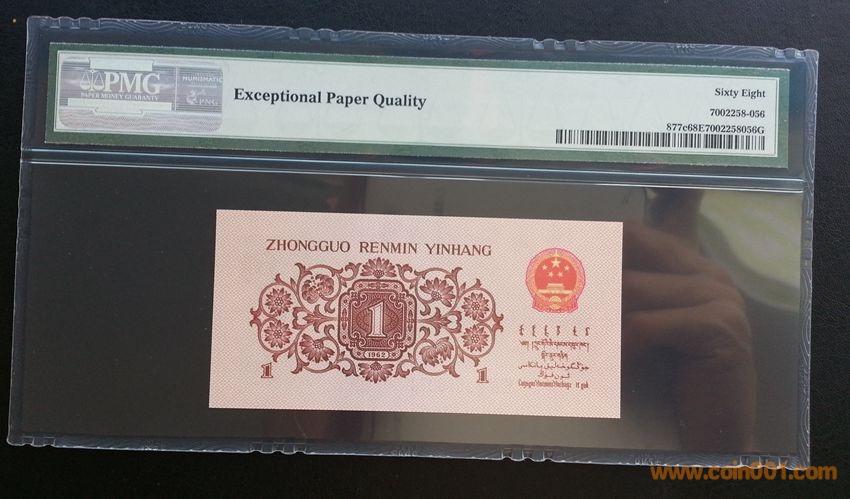 PMG
PAPER MONEY GUARANTY
NUMISMATIC
PNG
Exceptional Paper Quality
Sixty Eight
7002258-056
877c68E7002258056G
ZHONGGUO RENMIN YINHANG
1
1962
1
1
www.coin001.com